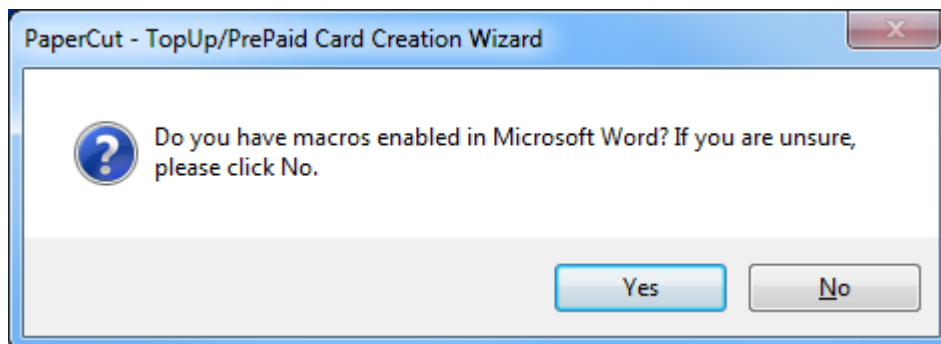 PaperCut - TopUp/PrePaid Card Creation Wizard
Do you have macros enabled in Microsoft Word? If you are unsure,
please click No.
Yes
No